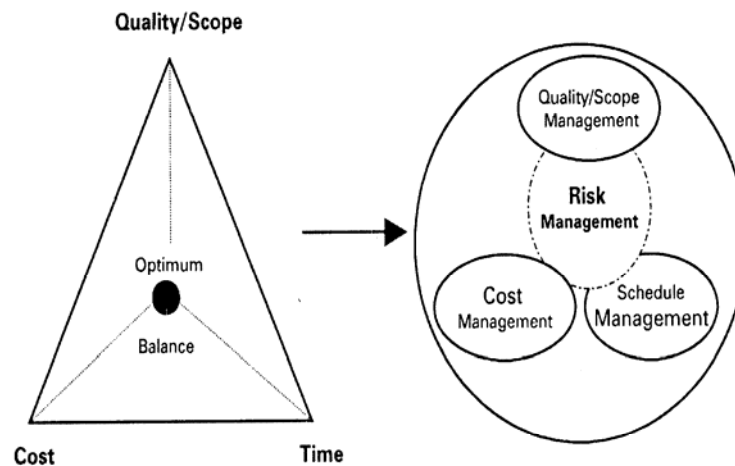 Quality/Scope
Optimum
Balance
Cost
Time
Quality/Scope
Management
Risk
Management
Cost
Management
Schedule
Management